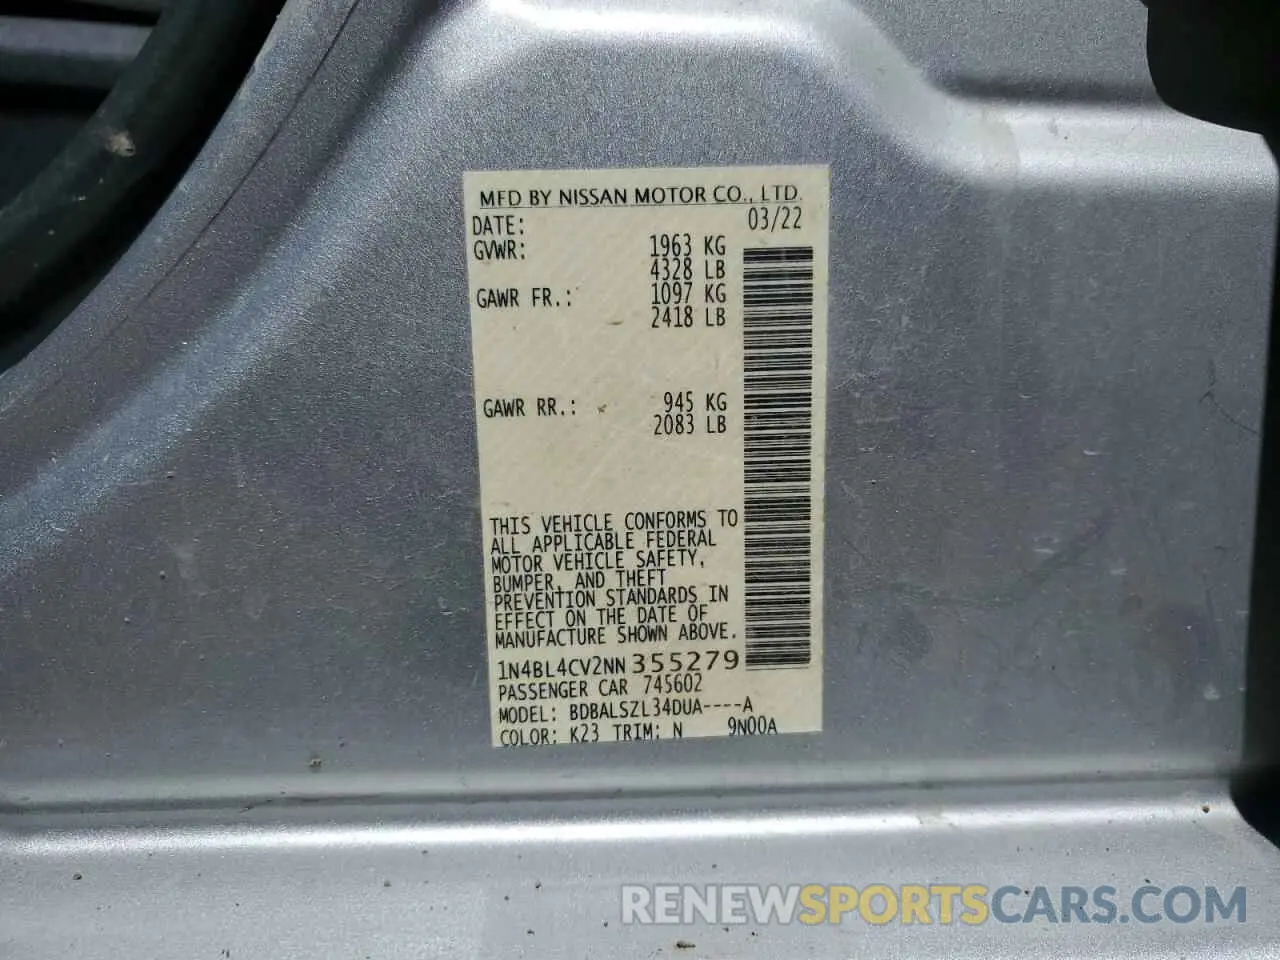 MFD BY NISSAN MOTOR CO., LTD.
DATE: 03/22
GVWR: 1963 KG
4328 LB
GAWR FR.: 1097 KG
2418 LB
GAWR RR.: 945 KG
2083 LB
THIS VEHICLE CONFORMS TO
ALL APPLICABLE FEDERAL
MOTOR VEHICLE SAFETY,
BUMPER, AND THEFT
PREVENTION STANDARDS IN
EFFECT ON THE DATE OF
MANUFACTURE SHOWN ABOVE.
1N4BL4CV2NN355279
PASSENGER CAR 745602
MODEL: BDBALSZL34DUA----A
COLOR: K23 TRIM: N 9N00A
RENEWSPORTSCARS.COM